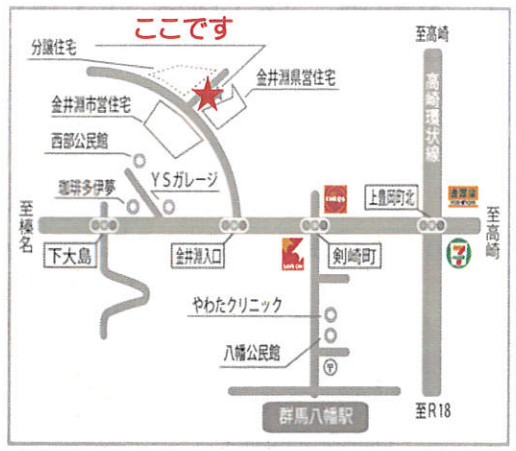 ここです
至高崎
分譲住宅
金井淵県営住宅
高崎環状線
金井淵市営住宅
西部公民館
珈琲多伊夢
YSガレージ
上豊岡町北
ENEOS
至榛名
至高崎
下大島
金井淵入口
剣崎町
7
やわたクリニック
八幡公民館
〒
群馬八幡駅
至R18